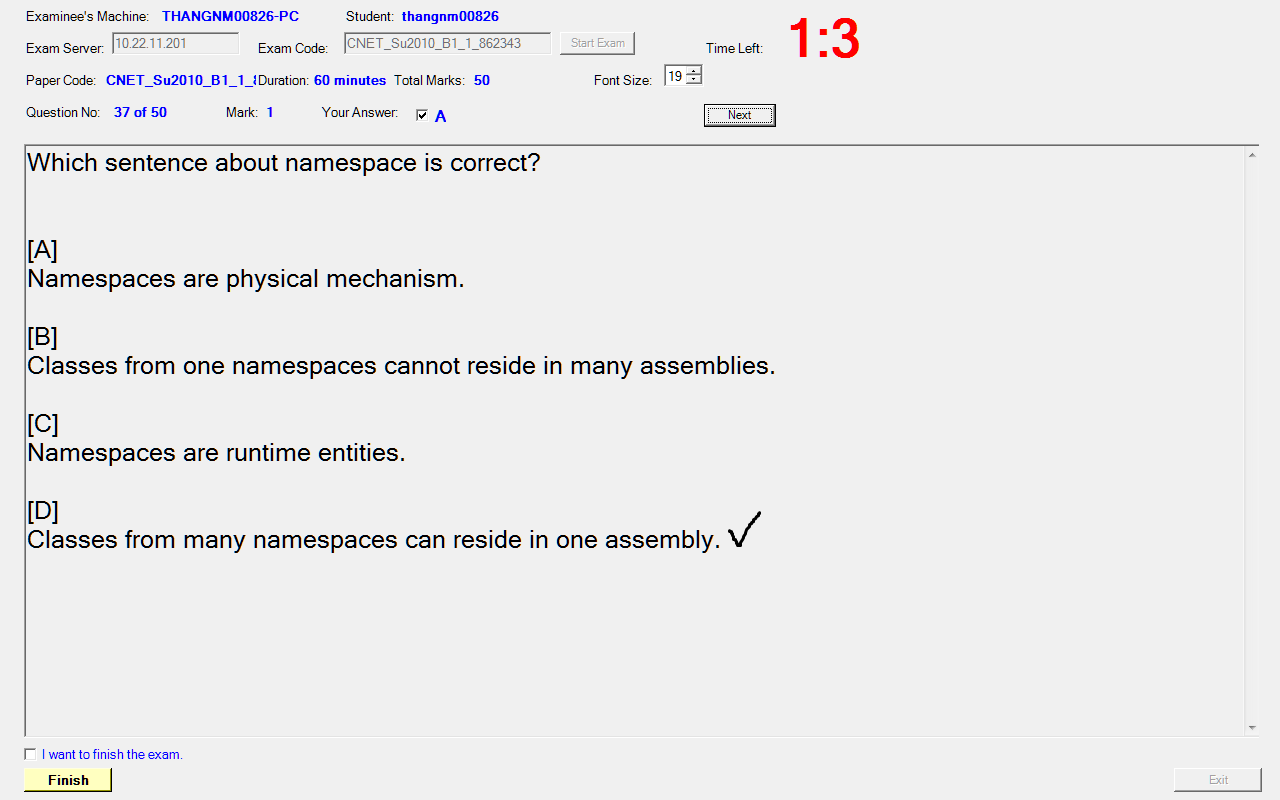 Examinee's Machine: THANGNM00826-PC Student: thangnm00826
Exam Server: 10.22.11.201 Exam Code: CNET_Su2010_B1_1_862343 Start Exam Time Left: 1:3
Paper Code: CNET_Su2010_B1_1_ Duration: 60 minutes Total Marks: 50 Font Size: 19
Question No: 37 of 50 Mark: 1 Your Answer: A Next
Which sentence about namespace is correct?
[A]
Namespaces are physical mechanism.
[B]
Classes from one namespaces cannot reside in many assemblies.
[C]
Namespaces are runtime entities.
[D]
Classes from many namespaces can reside in one assembly.
I want to finish the exam.
Finish Exit